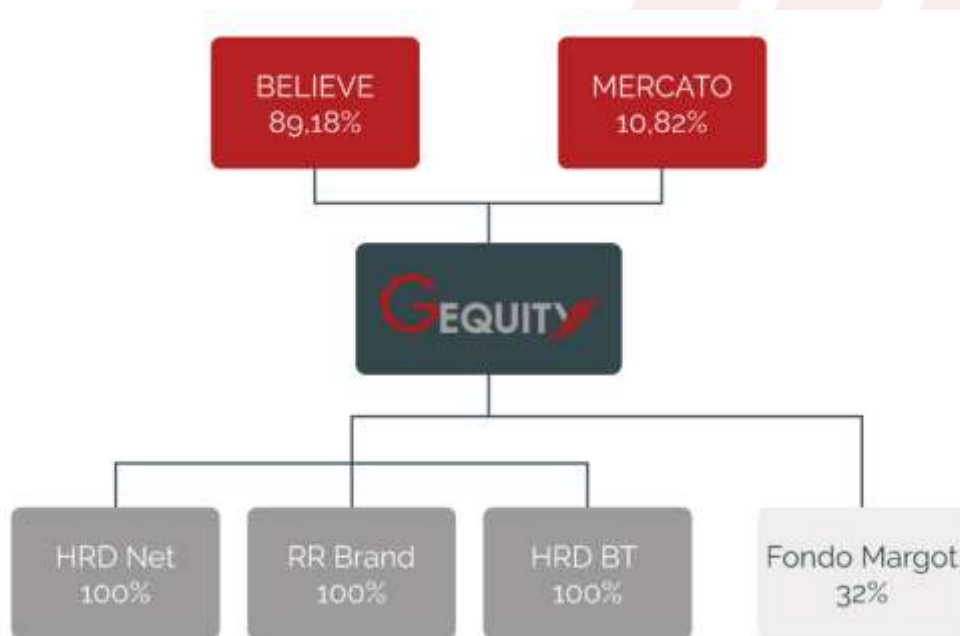 BELIEVE
89,18%
MERCATO
10,82%
GEQUITY
HRD Net
100%
RR Brand
100%
HRD BT
100%
Fondo Margot
32%